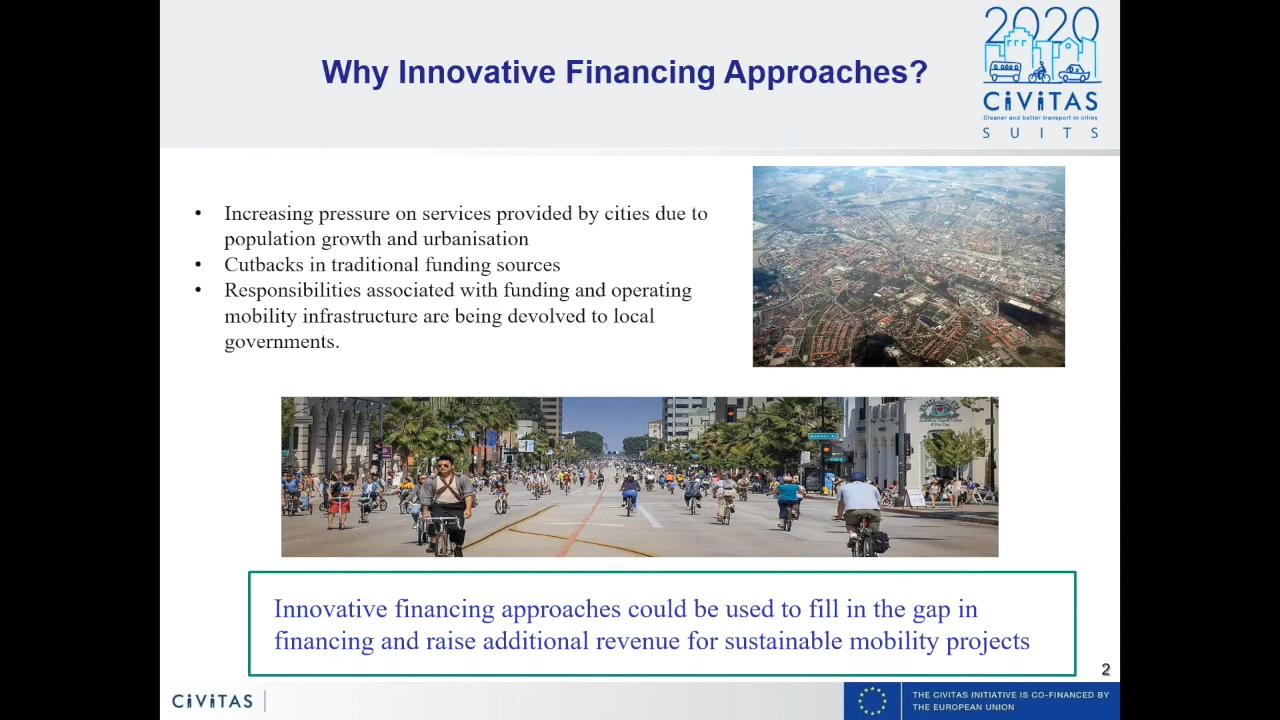 Why Innovative Financing Approaches?
2020
CiViTAS
Cleaner and better transport in cities
SUITS
• Increasing pressure on services provided by cities due to
population growth and urbanisation
• Cutbacks in traditional funding sources
• Responsibilities associated with funding and operating
mobility infrastructure are being devolved to local
governments.
Innovative financing approaches could be used to fill in the gap in
financing and raise additional revenue for sustainable mobility projects
2
CiViTAS
THE CIVITAS INITIATIVE IS CO-FINANCED BY
THE EUROPEAN UNION